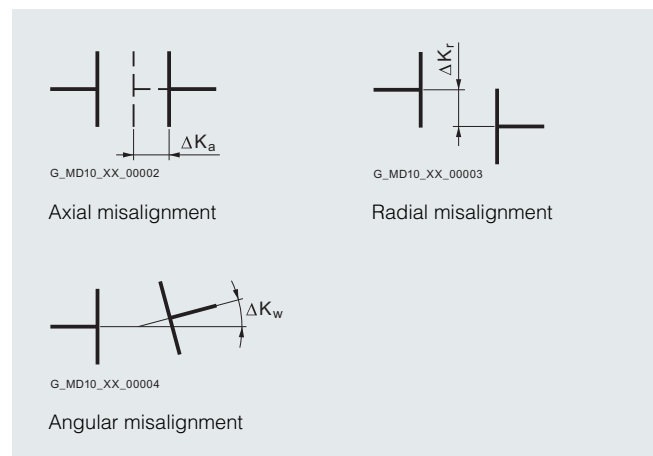 ΔKa
G_MD10_XX_00002
Axial misalignment
ΔKr
G_MD10_XX_00003
Radial misalignment
ΔKw
G_MD10_XX_00004
Angular misalignment